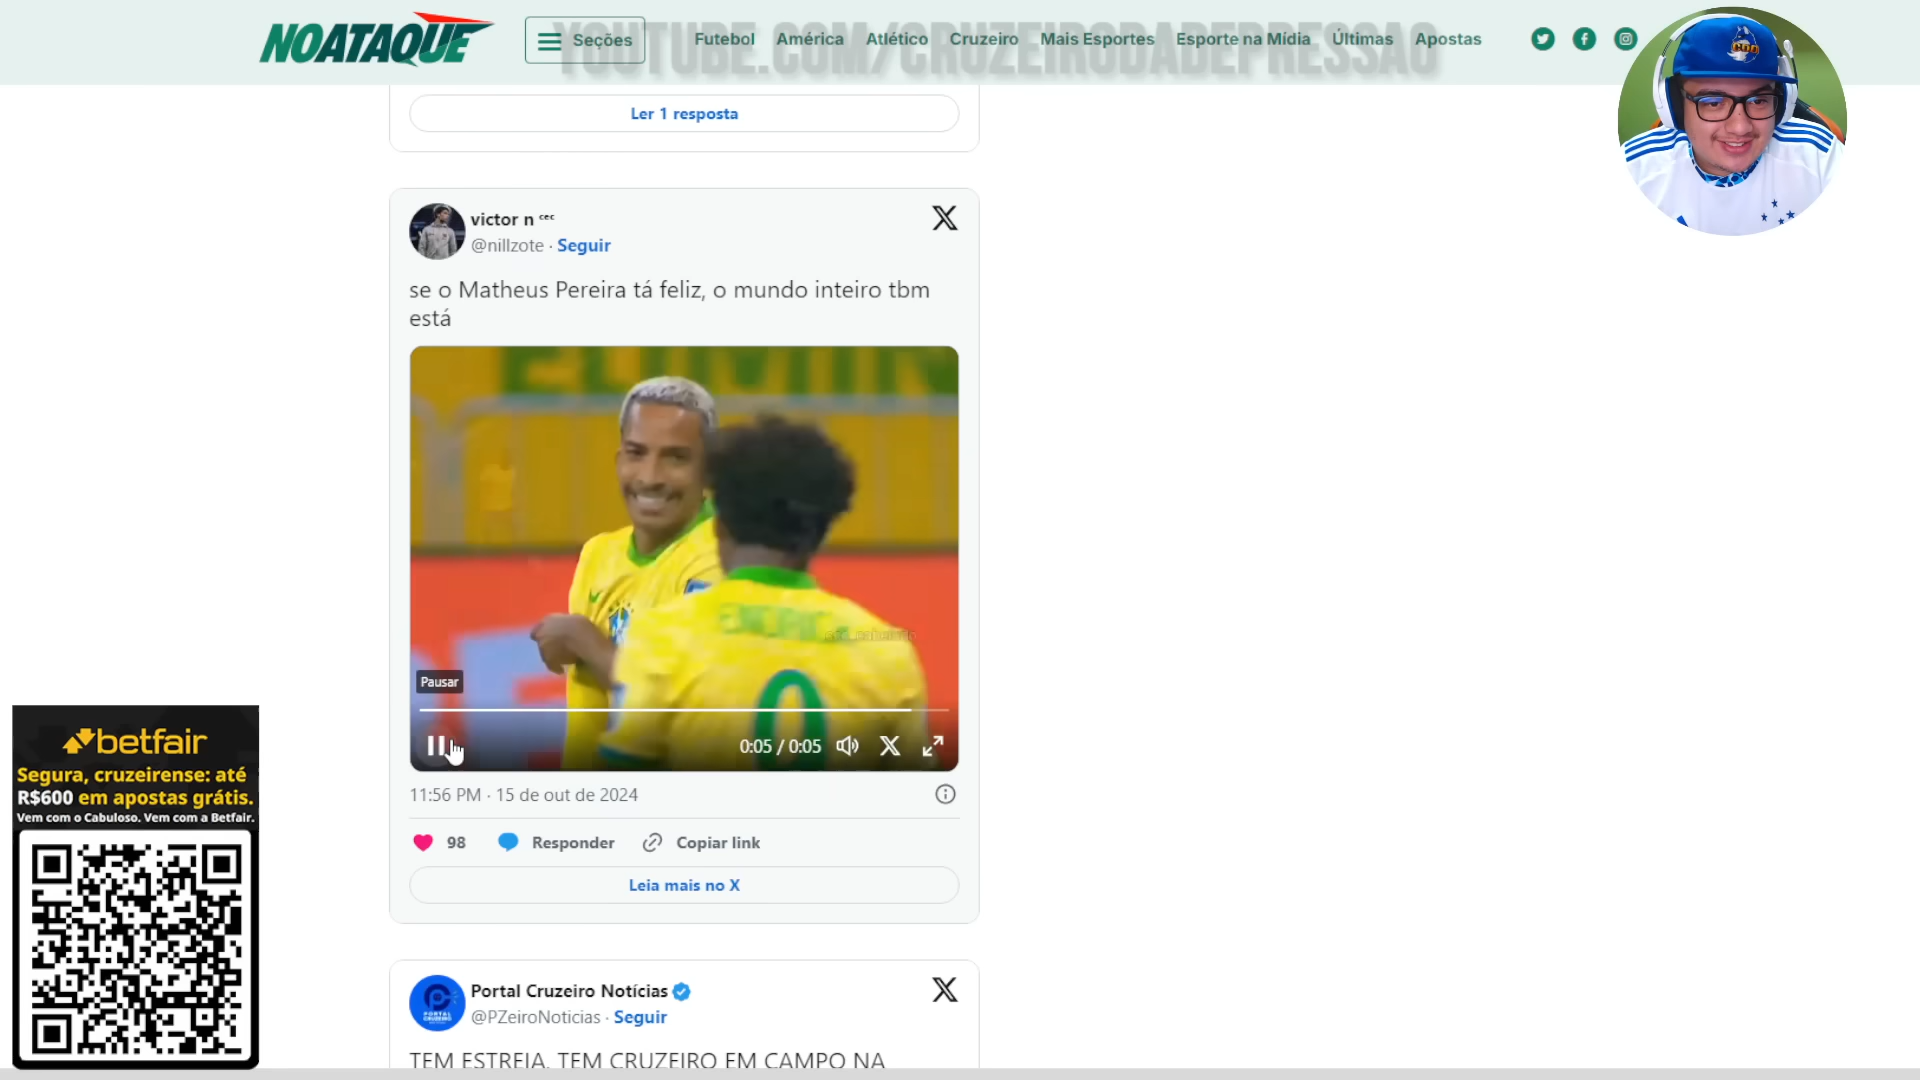 NOATAQUE
Seções
Futebol
América
Atlético
Cruzeiro
Mais Esportes
Esporte na Mídia
Últimas
Apostas
YOUTUBE.COM/CRUZEIRODADEPRESSAO
Ler 1 resposta
victor n ᶜᵉᶜ
@nillzote · Seguir
se o Matheus Pereira tá feliz, o mundo inteiro tbm
está
0
Pausar
0:05 / 0:05
11:56 PM · 15 de out de 2024
98
Responder
Copiar link
Leia mais no X
betfair
Segura, cruzeirense: até
R$600 em apostas grátis.
Vem com o Cabuloso. Vem com a Betfair.
Portal Cruzeiro Notícias
@PZeiroNoticias · Seguir
TEM ESTREIA, TEM CRUZEIRO EM CAMPO NA